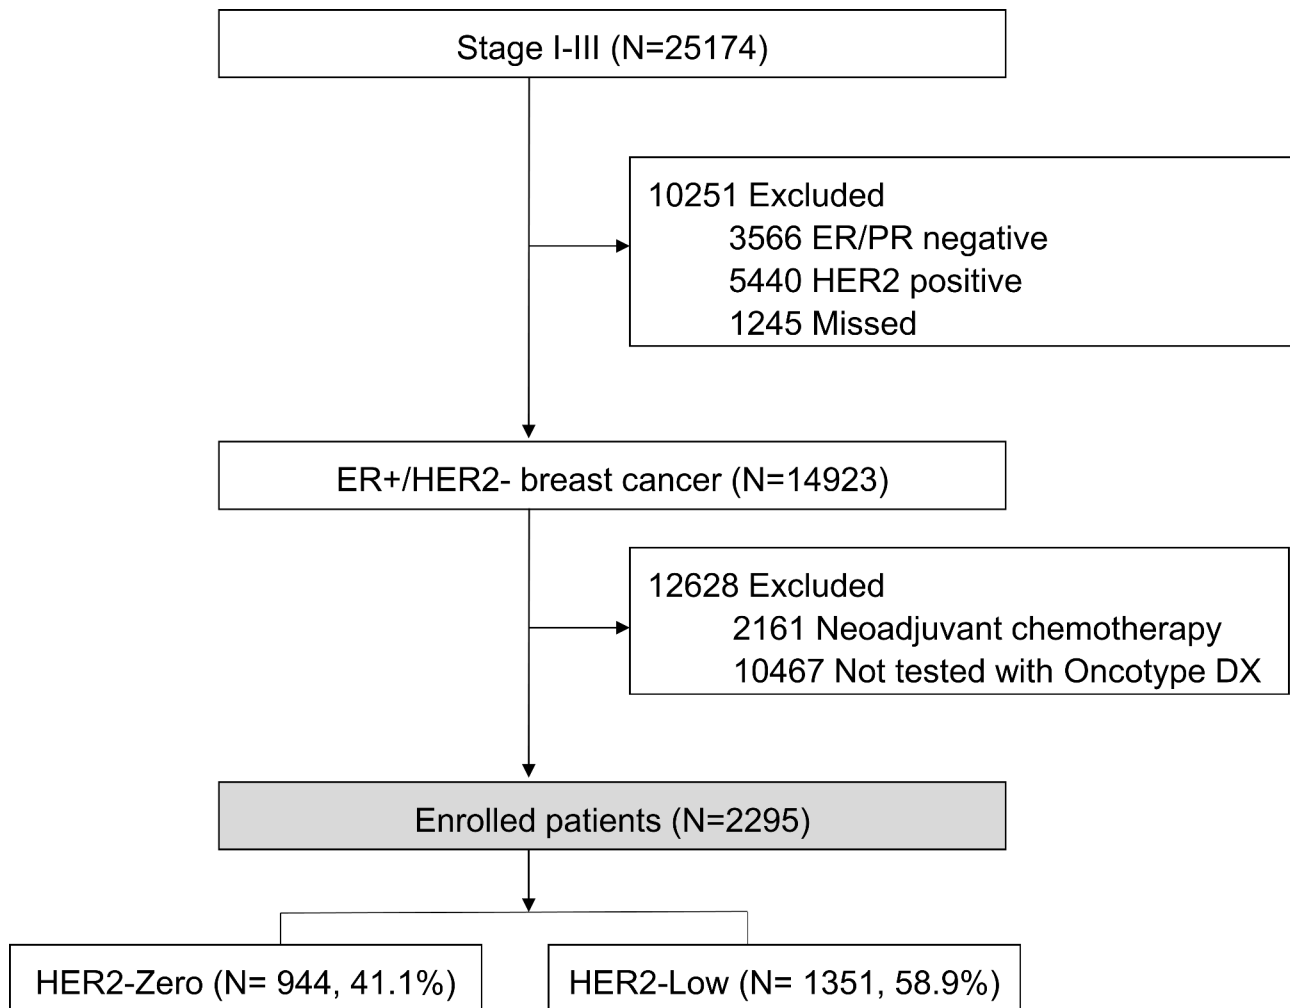 Stage I-III (N=25174)
10251 Excluded
3566 ER/PR negative
5440 HER2 positive
1245 Missed
ER+/HER2- breast cancer (N=14923)
12628 Excluded
2161 Neoadjuvant chemotherapy
10467 Not tested with Oncotype DX
Enrolled patients (N=2295)
HER2-Zero (N= 944, 41.1%)
HER2-Low (N= 1351, 58.9%)